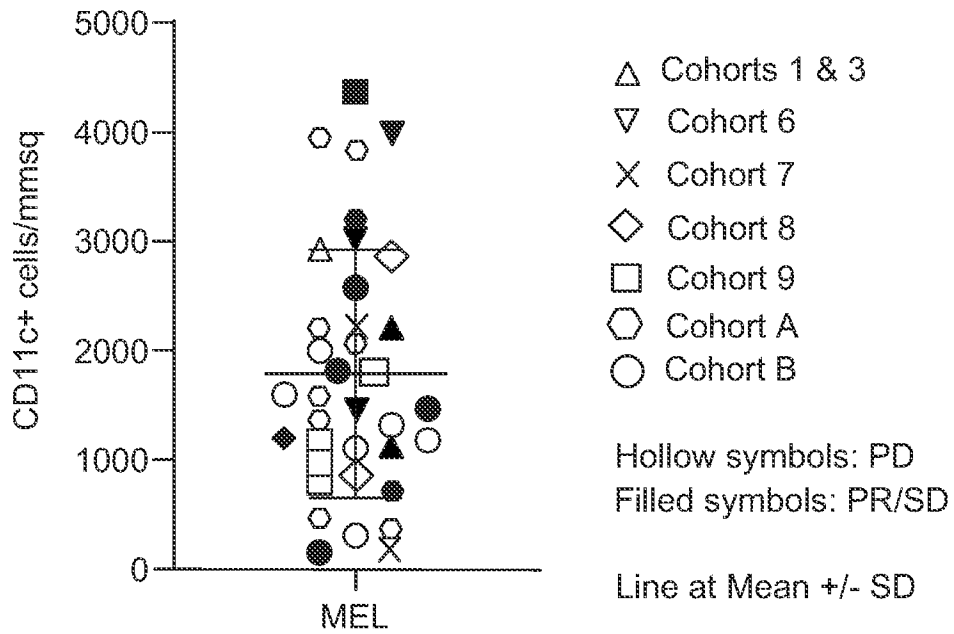 CD11c+ cells/mmsq
5000
4000
3000
2000
1000
0
MEL
Cohorts 1 & 3
Cohort 6
Cohort 7
Cohort 8
Cohort 9
Cohort A
Cohort B
Hollow symbols: PD
Filled symbols: PR/SD
Line at Mean +/- SD